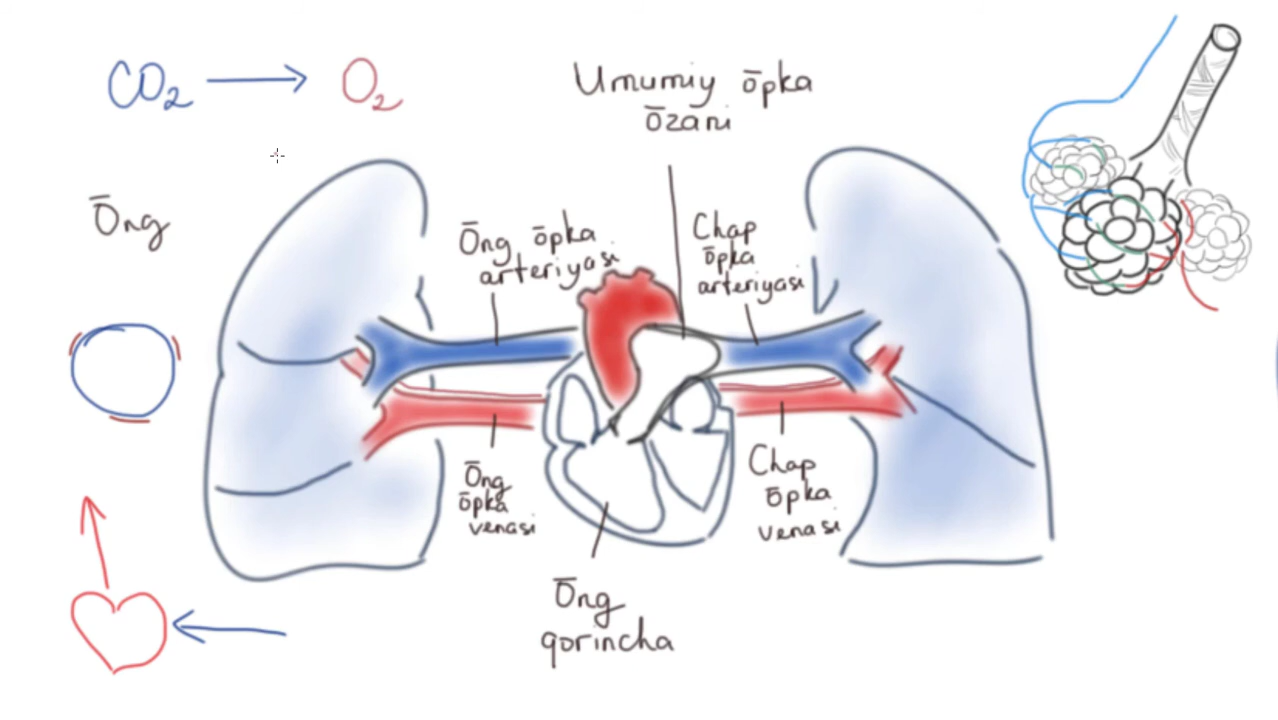 CO₂ → O₂
Umumiy ōpka
ōzani
Ōng
Ōng ōpka
arteriyasi
Chap
ōpka
arteriyasi
Ōng
ōpka
venasi
Chap
ōpka
venasi
Ōng
qorincha